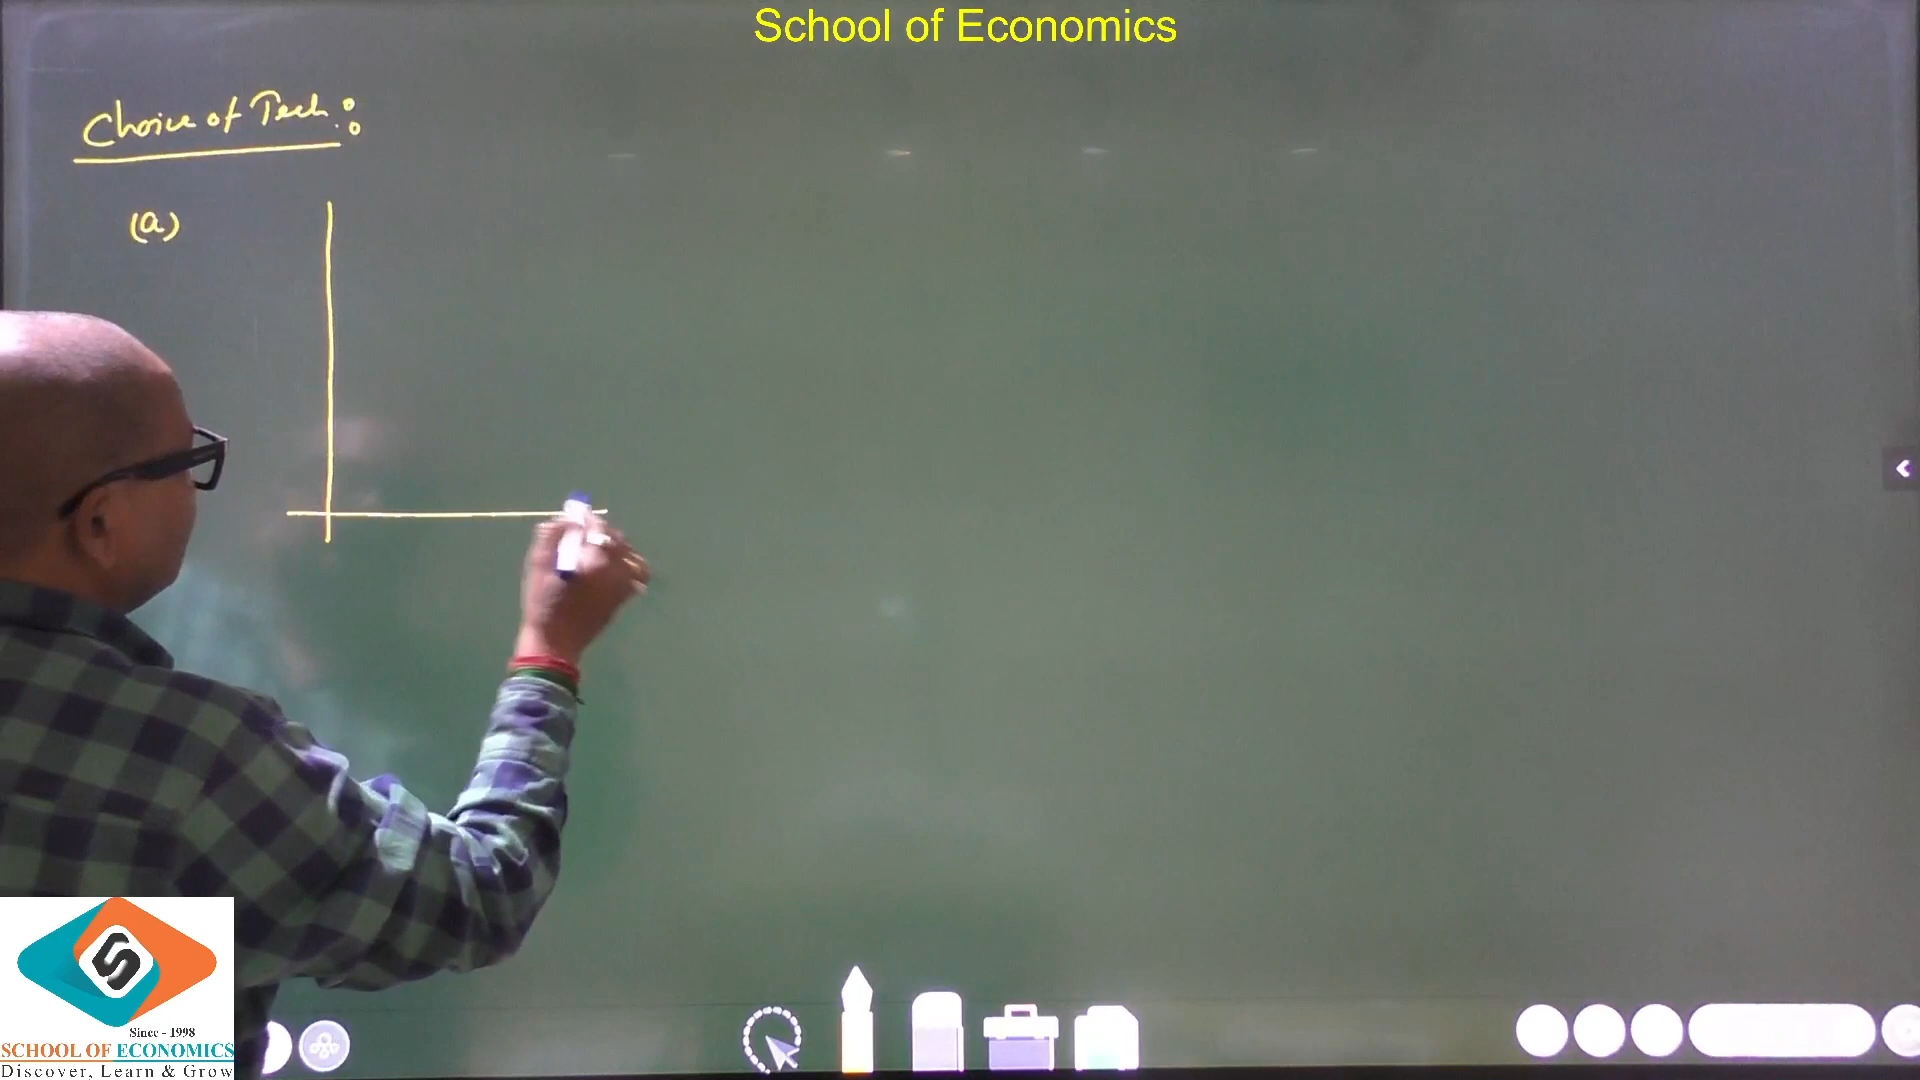 School of Economics
Choice of Tech. :
(a)
Since - 1998
SCHOOL OF ECONOMICS
Discover, Learn & Grow